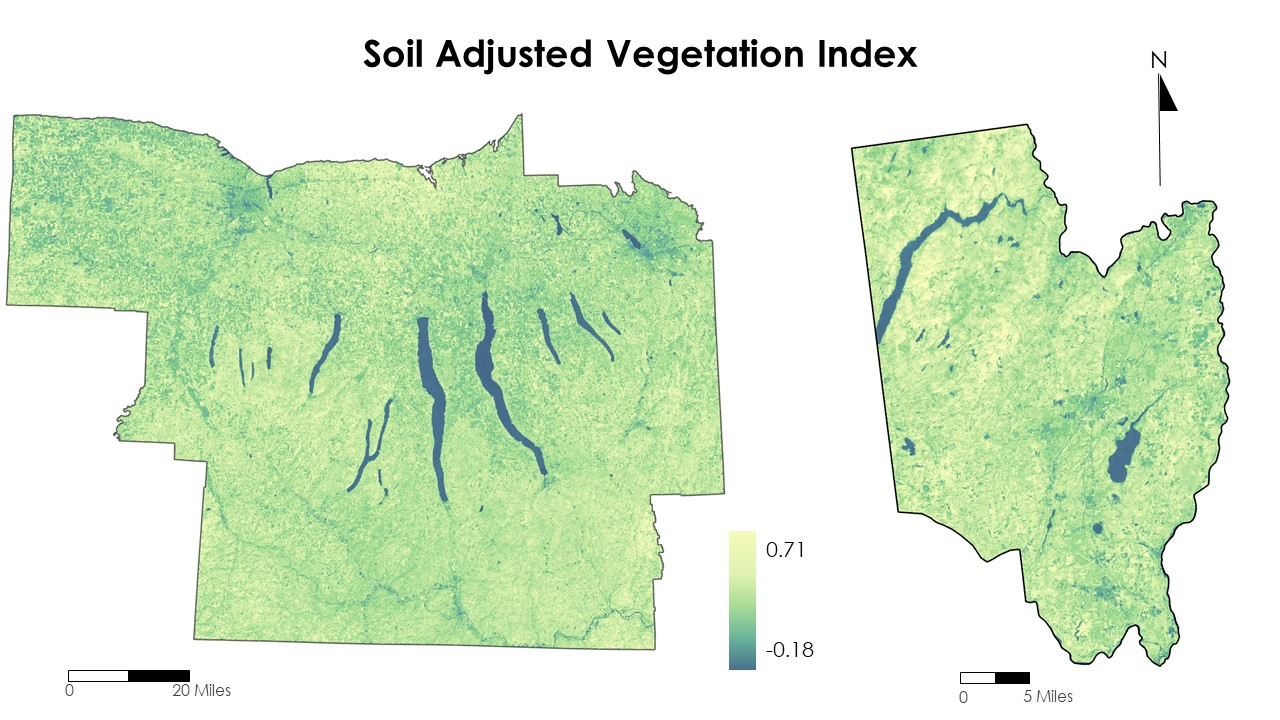 Soil Adjusted Vegetation Index
N
0.71
-0.18
0 20 Miles
0 5 Miles